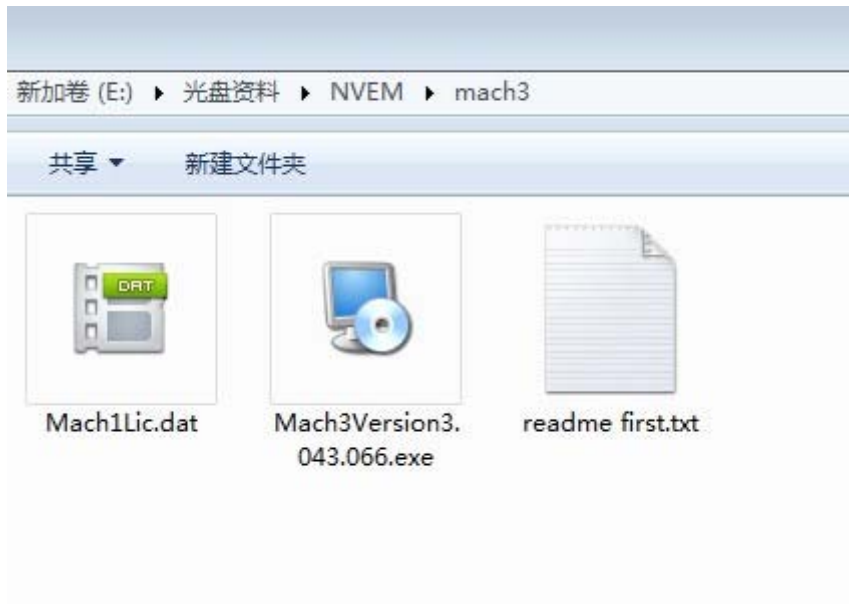 新加卷 (E:) ▸ 光盘资料 ▸ NVEM ▸ mach3
共享 新建文件夹
DAT
Mach1Lic.dat
Mach3Version3.043.066.exe
readme first.txt